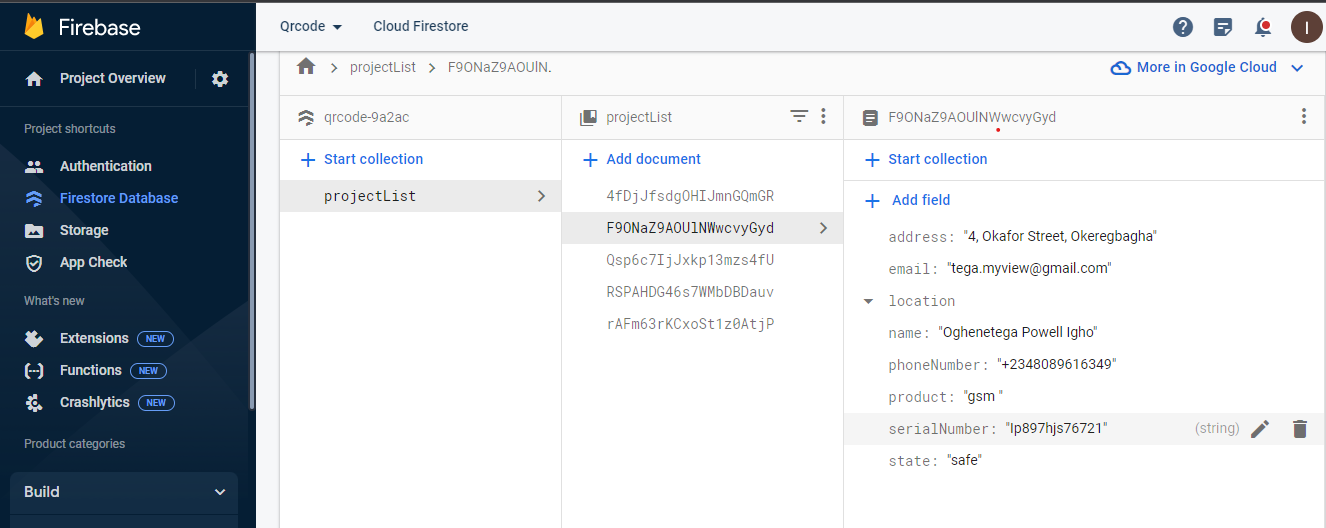 Firebase
Qrcode
Cloud Firestore
I
Project Overview
projectList
F9ONaZ9AOUlN.
More in Google Cloud
Project shortcuts
Authentication
Firestore Database
Storage
App Check
What's new
Extensions NEW
Functions NEW
Crashlytics NEW
Product categories
Build
qrcode-9a2ac
Start collection
projectList
projectList
Add document
4fDjJfsdgOHIJmnGQmGR
F9ONaZ9AOUlNWwcvyGyd
Qsp6c7IjJxkp13mzs4fU
RSPAHDG46s7WMbDBDauv
rAFm63rKCxoSt1z0AtjP
F9ONaZ9AOUlNWwcvyGyd
Start collection
Add field
address: "4, Okafor Street, Okeregbagha"
email: "tega.myview@gmail.com"
location
name: "Oghenetega Powell Igho"
phoneNumber: "+2348089616349"
product: "gsm "
serialNumber: "Ip897hjs76721" (string)
state: "safe"